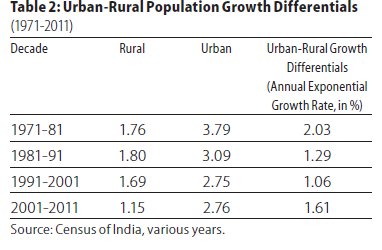 Table 2: Urban-Rural Population Growth Differentials
(1971-2011)
Decade Rural Urban Urban-Rural Growth
Differentials
(Annual Exponential
Growth Rate, in %)
1971-81 1.76 3.79 2.03
1981-91 1.80 3.09 1.29
1991-2001 1.69 2.75 1.06
2001-2011 1.15 2.76 1.61
Source: Census of India, various years.